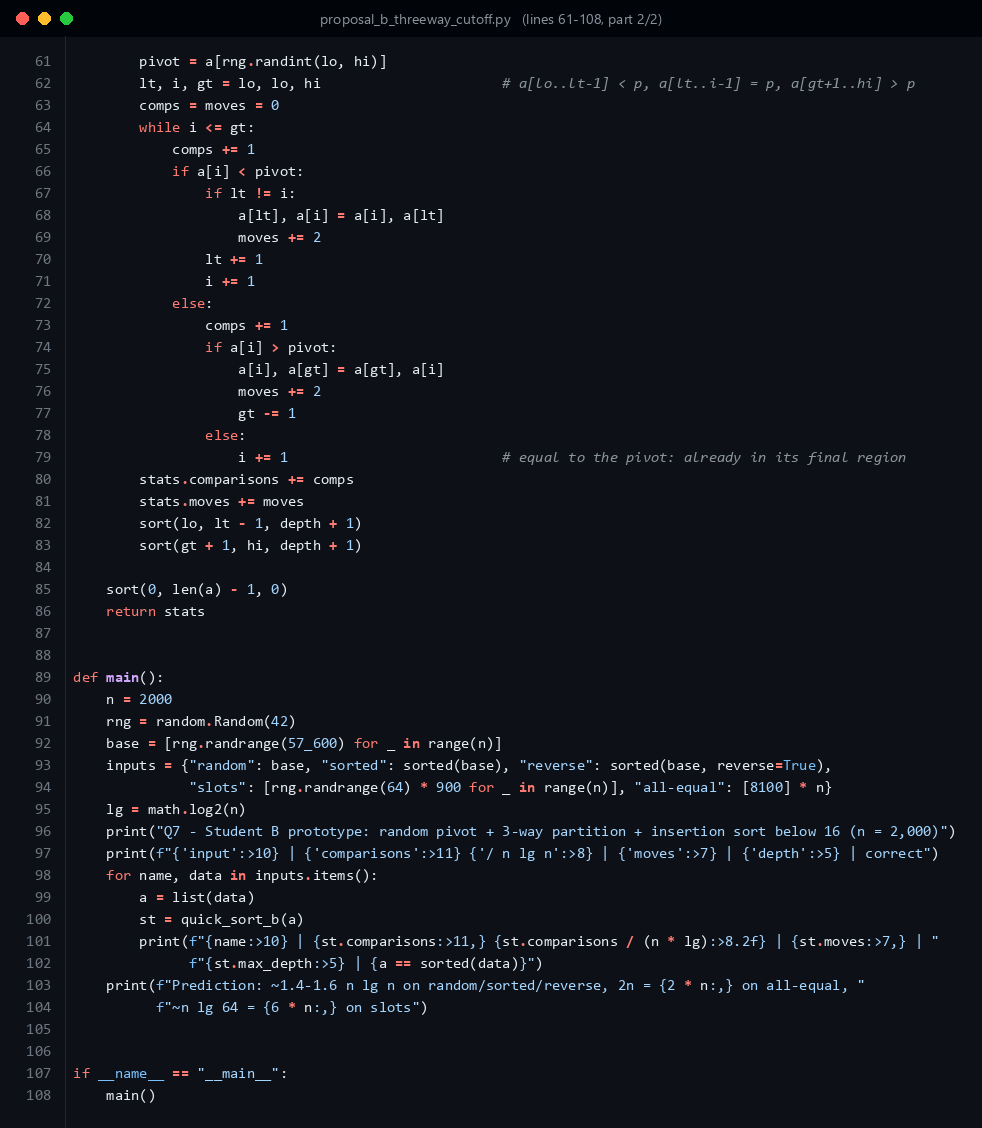 proposal_b_threeway_cutoff.py   (lines 61-108, part 2/2)
61         pivot = a[rng.randint(lo, hi)]
62         lt, i, gt = lo, lo, hi                      # a[lo..lt-1] < p, a[lt..i-1] = p, a[gt+1..hi] > p
63         comps = moves = 0
64         while i <= gt:
65             comps += 1
66             if a[i] < pivot:
67                 if lt != i:
68                     a[lt], a[i] = a[i], a[lt]
69                     moves += 2
70                 lt += 1
71                 i += 1
72             else:
73                 comps += 1
74                 if a[i] > pivot:
75                     a[i], a[gt] = a[gt], a[i]
76                     moves += 2
77                     gt -= 1
78                 else:
79                     i += 1                          # equal to the pivot: already in its final region
80         stats.comparisons += comps
81         stats.moves += moves
82         sort(lo, lt - 1, depth + 1)
83         sort(gt + 1, hi, depth + 1)
84
85     sort(0, len(a) - 1, 0)
86     return stats
87
88
89 def main():
90     n = 2000
91     rng = random.Random(42)
92     base = [rng.randrange(57_600) for _ in range(n)]
93     inputs = {"random": base, "sorted": sorted(base), "reverse": sorted(base, reverse=True),
94               "slots": [rng.randrange(64) * 900 for _ in range(n)], "all-equal": [8100] * n}
95     lg = math.log2(n)
96     print("Q7 - Student B prototype: random pivot + 3-way partition + insertion sort below 16 (n = 2,000)")
97     print(f"{'input':>10} | {'comparisons':>11} {'/ n lg n':>8} | {'moves':>7} | {'depth':>5} | correct")
98     for name, data in inputs.items():
99         a = list(data)
100         st = quick_sort_b(a)
101         print(f"{name:>10} | {st.comparisons:>11,} {st.comparisons / (n * lg):>8.2f} | {st.moves:>7,} | "
102               f"{st.max_depth:>5} | {a == sorted(data)}")
103     print(f"Prediction: ~1.4-1.6 n lg n on random/sorted/reverse, 2n = {2 * n:,} on all-equal, "
104           f"~n lg 64 = {6 * n:,} on slots")
105
106
107 if __name__ == "__main__":
108     main()